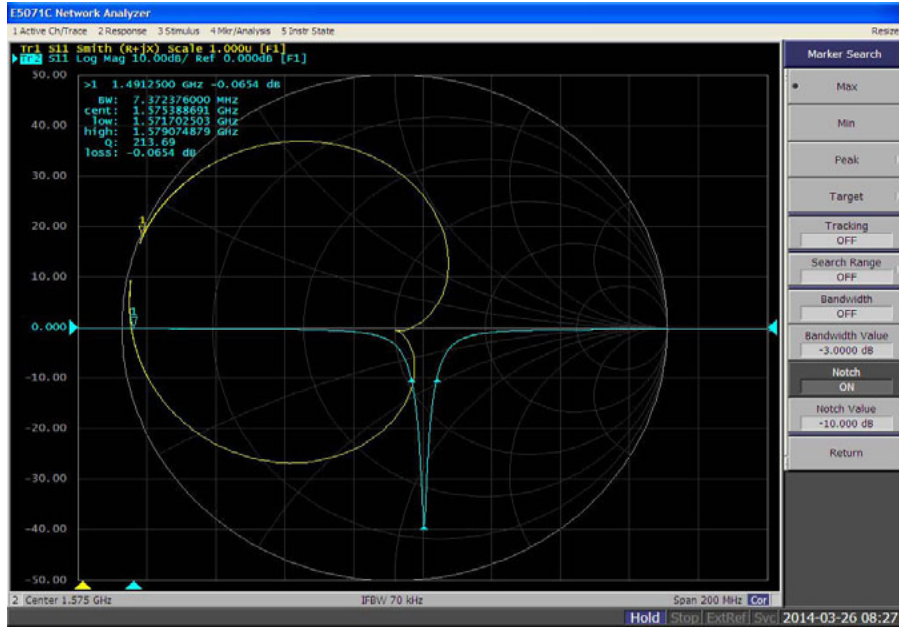 E5071C Network Analyzer
1 Active Ch/Trace 2 Response 3 Stimulus 4 Mkr/Analysis 5 Instr State
Resize
Tr1 S11 Smith (R+jX) Scale 1.000U [F1]
Tr2 S11 Log Mag 10.00dB/ Ref 0.000dB [F1]
50.00
>1 1.4912500 GHz -0.0654 dB
BW: 7.372376000 MHz
cent: 1.575388691 GHz
low: 1.571702503 GHz
high: 1.579074879 GHz
Q: 213.69
loss: -0.0654 dB
40.00
30.00
20.00
10.00
0.000
-10.00
-20.00
-30.00
-40.00
-50.00
1
1
Marker Search
Max
Min
Peak
Target
Tracking
OFF
Search Range
OFF
Bandwidth
OFF
Bandwidth Value
-3.0000 dB
Notch
ON
Notch Value
-10.000 dB
Return
2 Center 1.575 GHz IFBW 70 kHz Span 200 MHz Cor
Hold Stop ExtRef Svc 2014-03-26 08:27